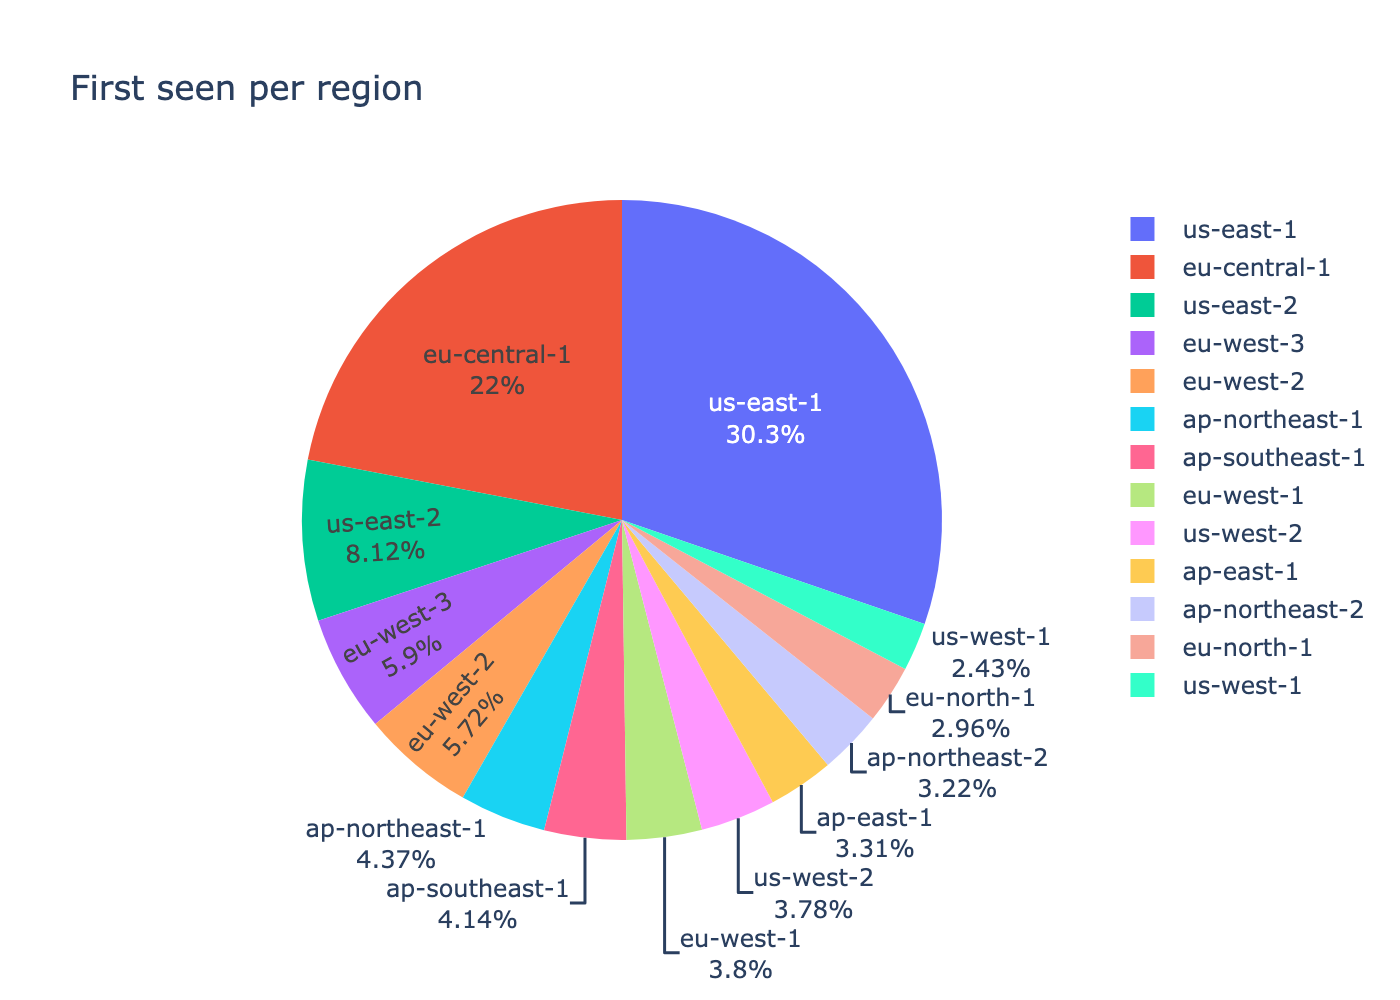 First seen per region
eu-central-1
22%
us-east-1
30.3%
us-east-2
8.12%
eu-west-3
5.9%
eu-west-2
5.72%
ap-northeast-1
4.37%
ap-southeast-1
4.14%
eu-west-1
3.8%
us-west-2
3.78%
ap-east-1
3.31%
ap-northeast-2
3.22%
eu-north-1
2.96%
us-west-1
2.43%
us-east-1
eu-central-1
us-east-2
eu-west-3
eu-west-2
ap-northeast-1
ap-southeast-1
eu-west-1
us-west-2
ap-east-1
ap-northeast-2
eu-north-1
us-west-1